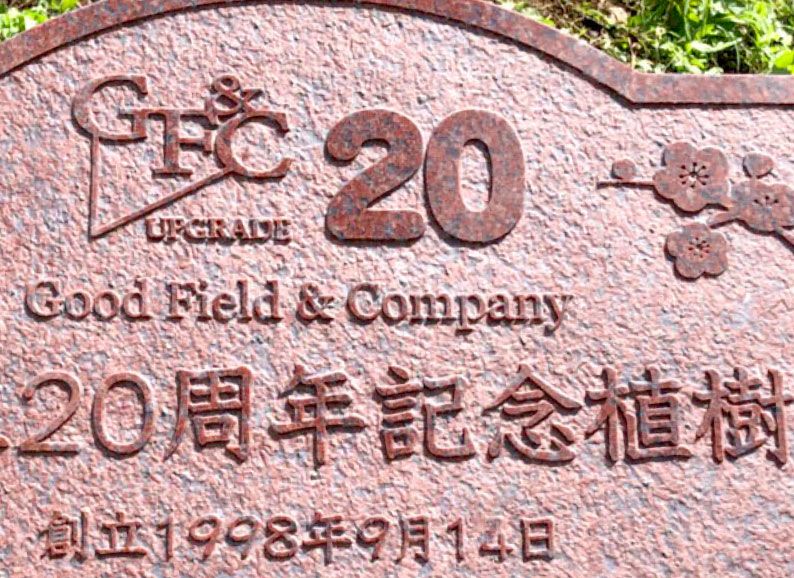 GF&C 20
UPGRADE
Good Field & Company
.20周年記念植樹
創立1998年9月14日